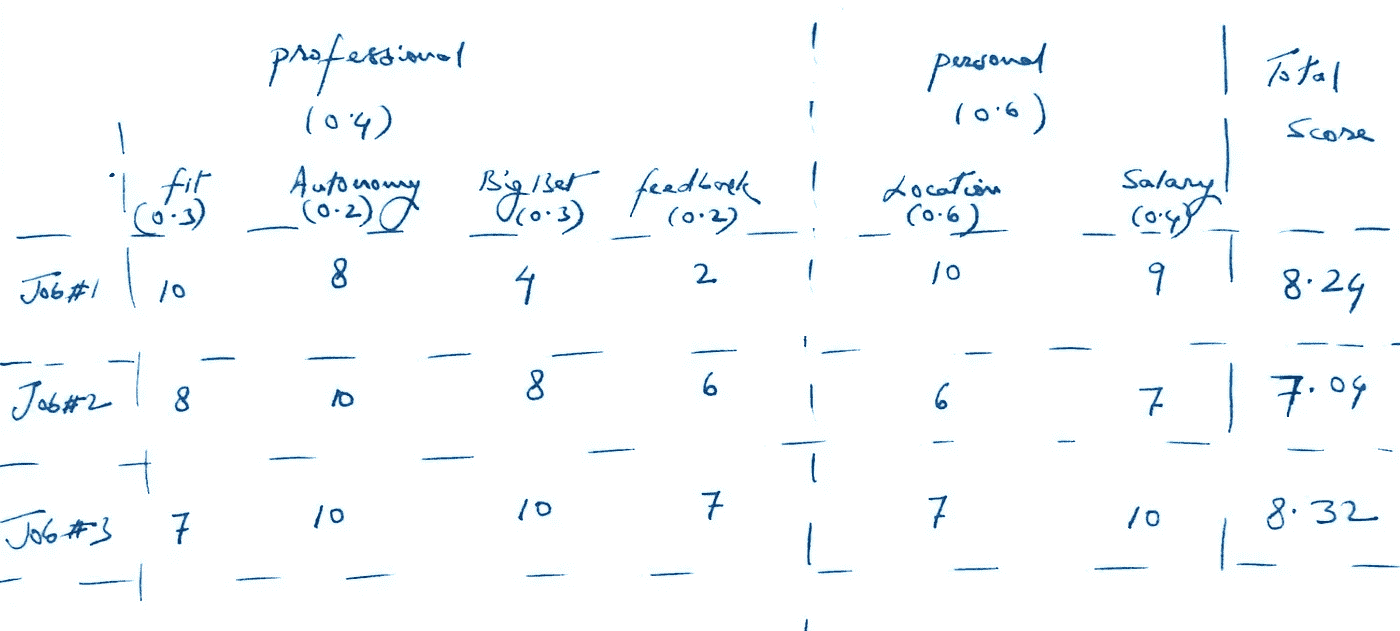 professional personal Total
(0.4) (0.6) Score
fit Autonomy Big Bet feedback Location Salary
(0.3) (0.2) (0.3) (0.2) (0.6) (0.4)
Job#1 10 8 4 2 10 9 8.24
Job#2 8 10 8 6 6 7 7.04
Job#3 7 10 10 7 7 10 8.32